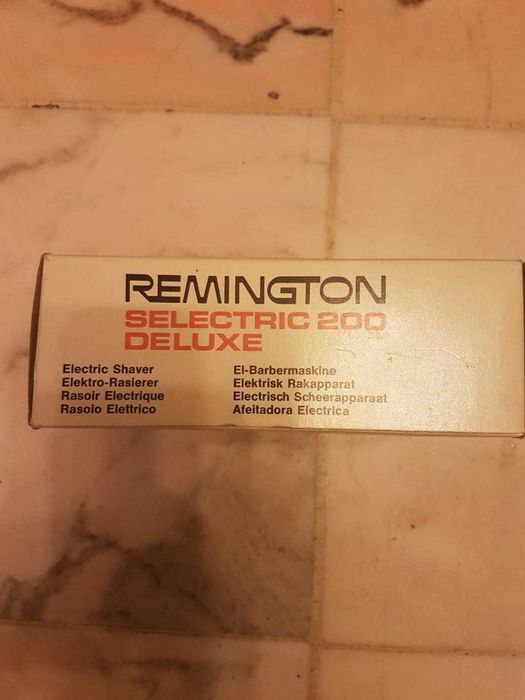 REMINGTON
SELECTRIC 200
DELUXE
Electric Shaver
Elektro-Rasierer
Rasoir Electrique
Rasoio Elettrico
El-Barbermaskine
Elektrisk Rakapparat
Electrisch Scheerapparaat
Afeitadora Electrica